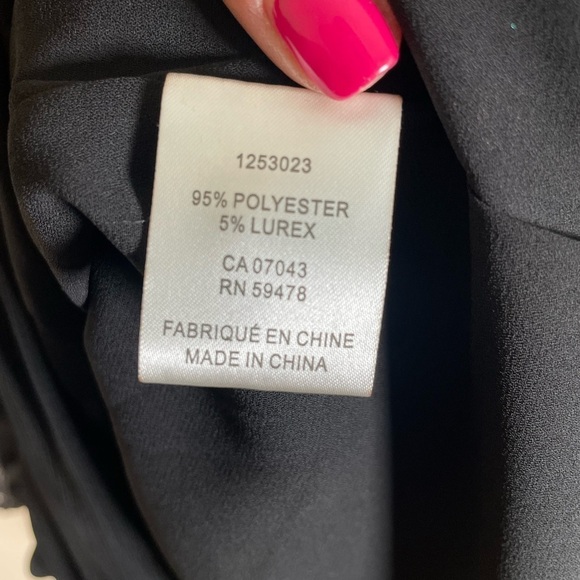 1253023
95% POLYESTER
5% LUREX
CA 07043
RN 59478
FABRIQUÉ EN CHINE
MADE IN CHINA